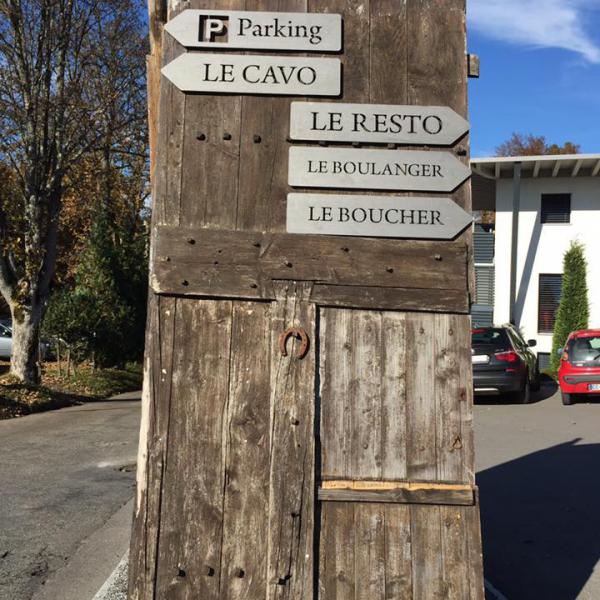 P Parking
LE CAVO
LE RESTO
LE BOULANGER
LE BOUCHER